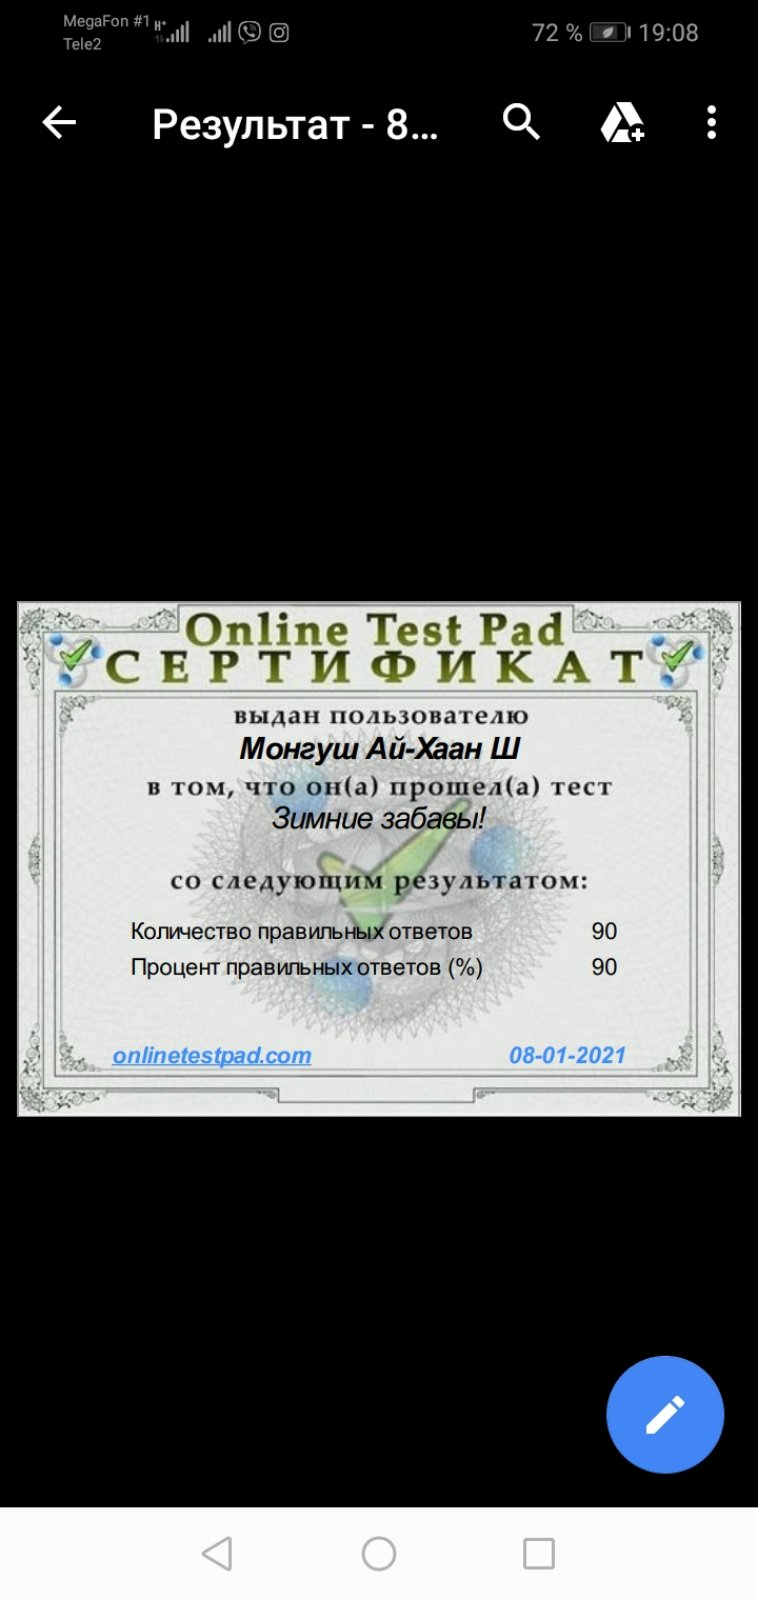 MegaFon #1 H+ 72 % 19:08
Tele2
Результат - 8...
Online Test Pad
СЕРТИФИКАТ
выдан пользователю
Монгуш Ай-Хаан Ш
в том, что он(а) прошел(а) тест
Зимние забавы!
со следующим результатом:
Количество правильных ответов 90
Процент правильных ответов (%) 90
onlinetestpad.com 08-01-2021